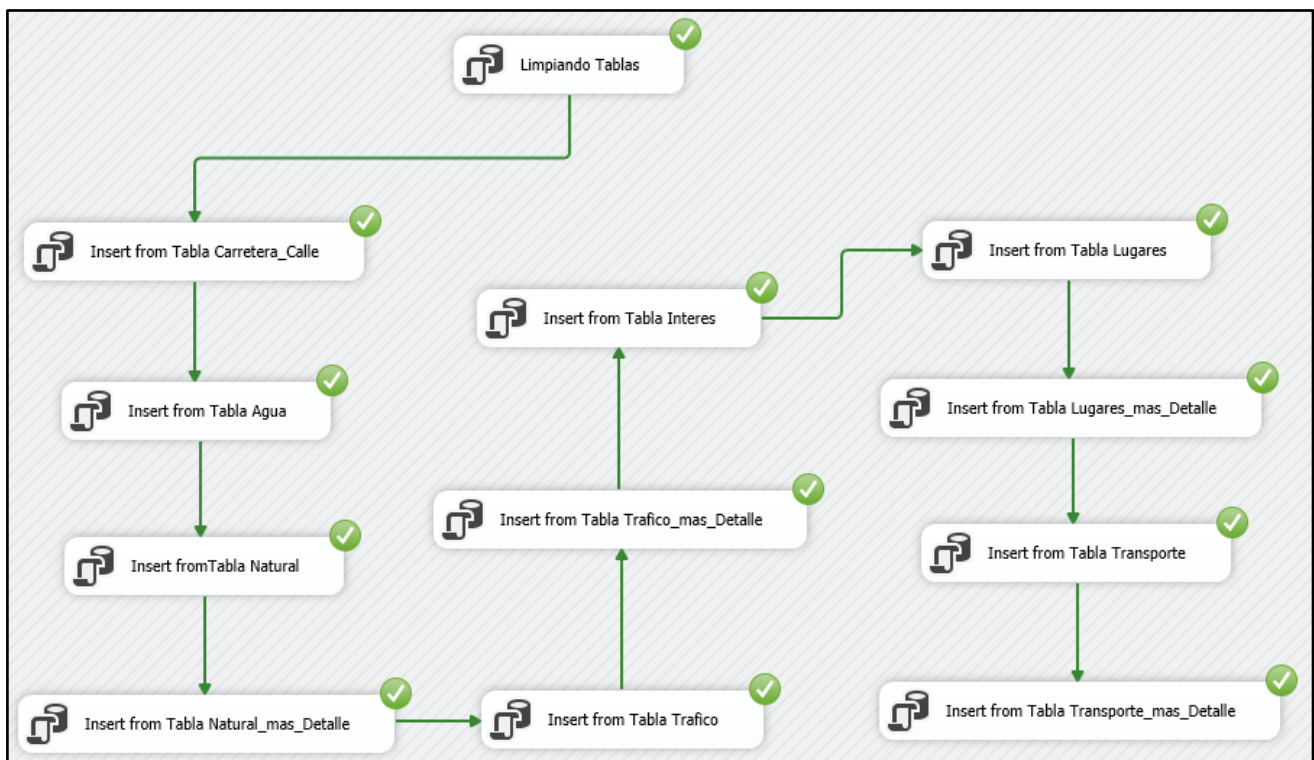 Limpiando Tablas
Insert from Tabla Carretera_Calle
Insert from Tabla Agua
Insert fromTabla Natural
Insert from Tabla Natural_mas_Detalle
Insert from Tabla Trafico
Insert from Tabla Trafico_mas_Detalle
Insert from Tabla Interes
Insert from Tabla Lugares
Insert from Tabla Lugares_mas_Detalle
Insert from Tabla Transporte
Insert from Tabla Transporte_mas_Detalle